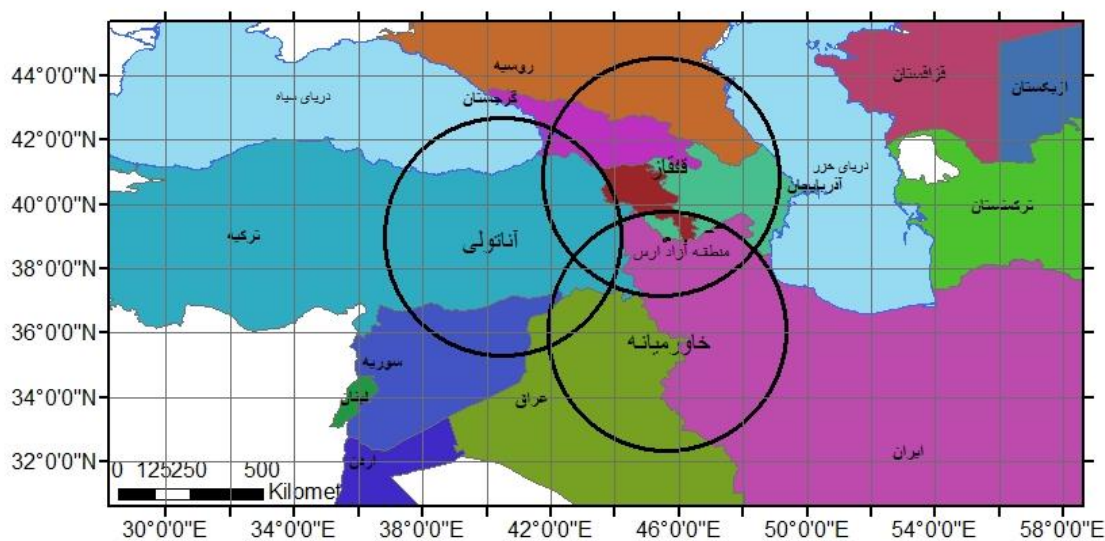 44°0'0"N
42°0'0"N
40°0'0"N
38°0'0"N
36°0'0"N
34°0'0"N
32°0'0"N
روسیه
قزاقستان
ازبکستان
دریای سیاه
گرجستان
قفقاز
دریای خزر
آذربایجان
ترکمنستان
ترکیه
آناتولی
منطقه آزاد ارس
خاورمیانه
سوریه
لبنان
عراق
ایران
اردن
0 125250 500
Kilomet
30°0'0"E 34°0'0"E 38°0'0"E 42°0'0"E 46°0'0"E 50°0'0"E 54°0'0"E 58°0'0"E